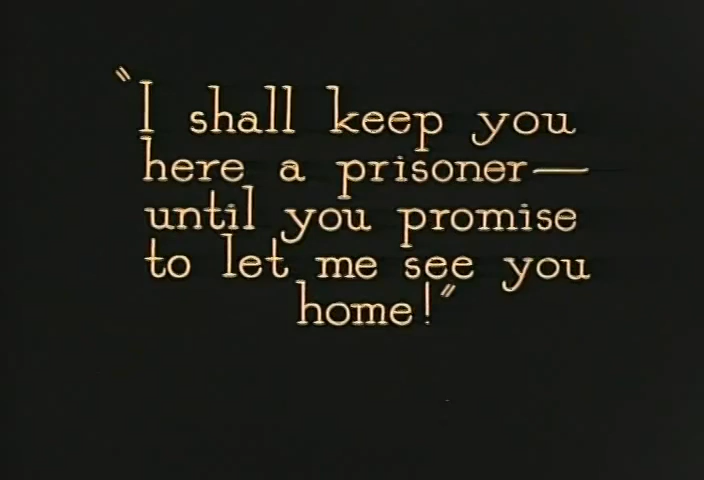 "I shall keep you
here a prisoner—
until you promise
to let me see you
home!"